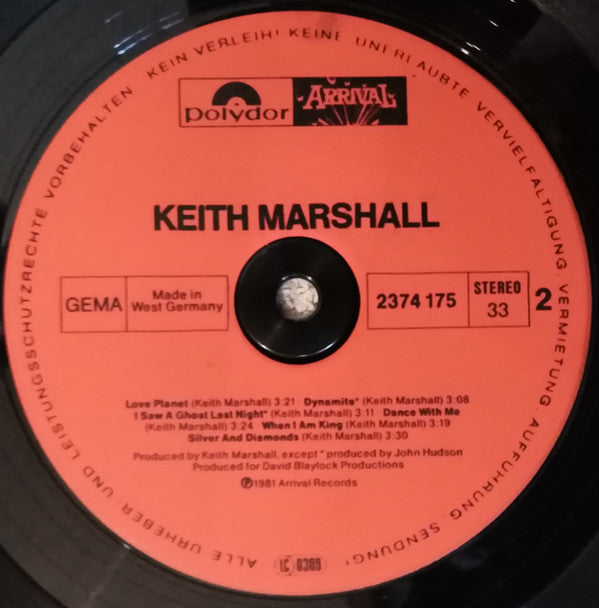 ALLE URHEBER- UND LEISTUNGSSCHUTZRECHTE VORBEHALTEN · KEIN VERLEIH! KEINE UNERLAUBTE VERVIELFÄLTIGUNG, VERMIETUNG, AUFFÜHRUNG, SENDUNG!
polydor
ARRIVAL
KEITH MARSHALL
GEMA
Made in
West Germany
2374 175
STEREO
33
2
Love Planet (Keith Marshall) 3:21 · Dynamite* (Keith Marshall) 3:08
I Saw A Ghost Last Night* (Keith Marshall) 3:11 · Dance With Me
(Keith Marshall) 3:24 · When I Am King (Keith Marshall) 3:19
Silver And Diamonds (Keith Marshall) 3:30
Produced by Keith Marshall, except * produced by John Hudson
Produced for David Blaylock Productions
℗1981 Arrival Records
LC 8309